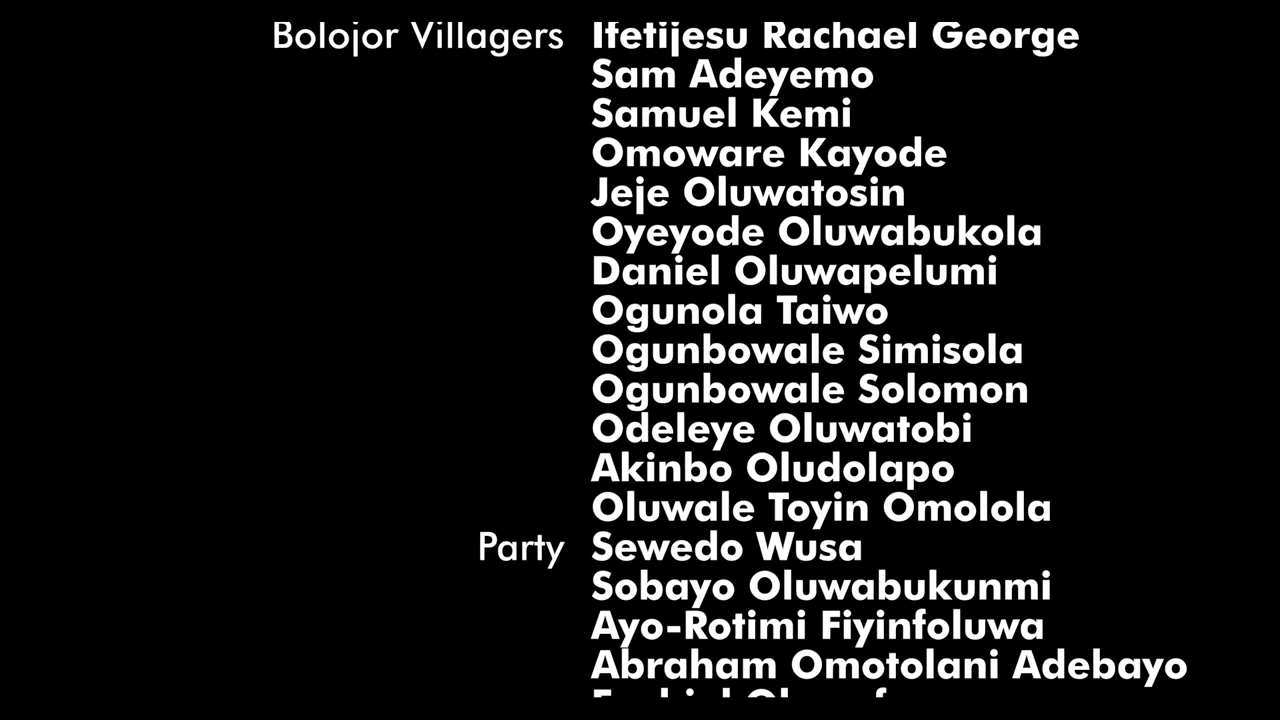 Bolojor Villagers Ifetijesu Rachael George
Sam Adeyemo
Samuel Kemi
Omoware Kayode
Jeje Oluwatosin
Oyeyode Oluwabukola
Daniel Oluwapelumi
Ogunola Taiwo
Ogunbowale Simisola
Ogunbowale Solomon
Odeleye Oluwatobi
Akinbo Oludolapo
Oluwale Toyin Omolola
Party Sewedo Wusa
Sobayo Oluwabukunmi
Ayo-Rotimi Fiyinfoluwa
Abraham Omotolani Adebayo